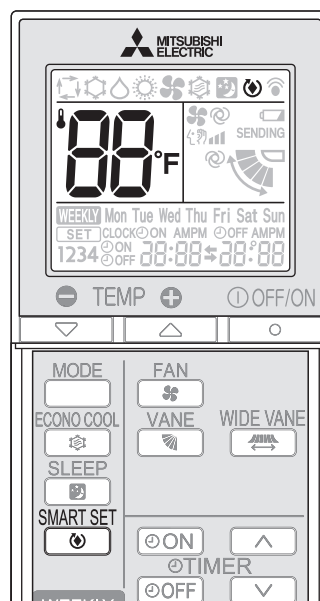 MITSUBISHI
ELECTRIC
88°F
SENDING
WEEKLY Mon Tue Wed Thu Fri Sat Sun
SET CLOCK ON AMPM OFF AMPM
1234 ON OFF 88:88 88:88
TEMP OFF/ON
MODE FAN
ECONO COOL VANE WIDE VANE
SLEEP
SMART SET
ON
TIMER
OFF
WEEKLY